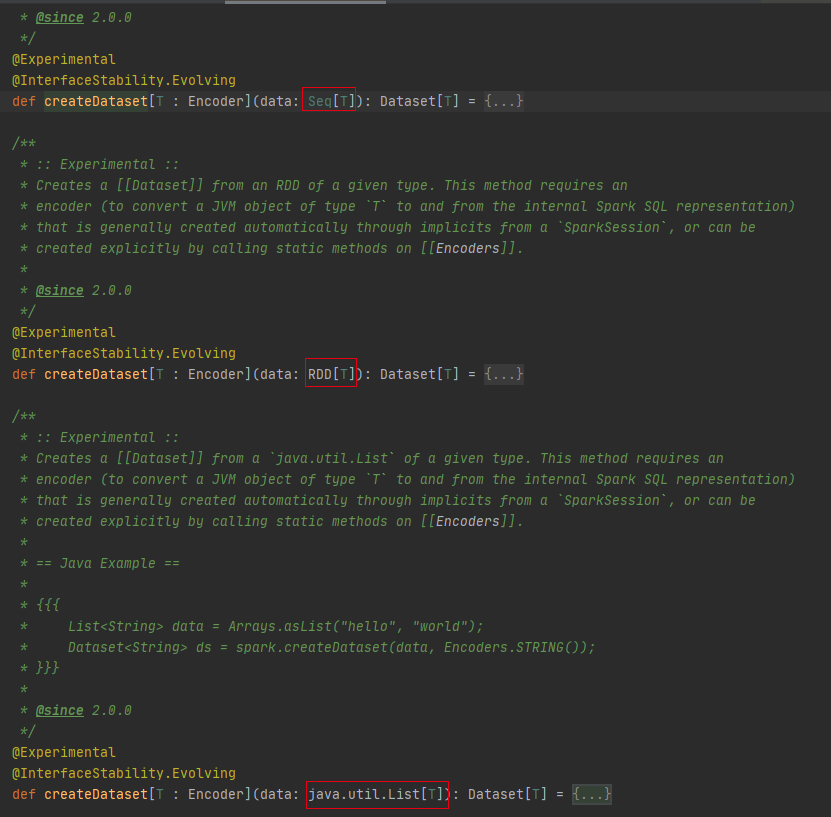 * @since 2.0.0
*/
@Experimental
@InterfaceStability.Evolving
def createDataset[T : Encoder](data: Seq[T]): Dataset[T] = {...}
/**
* :: Experimental ::
* Creates a [[Dataset]] from an RDD of a given type. This method requires an
* encoder (to convert a JVM object of type `T` to and from the internal Spark SQL representation)
* that is generally created automatically through implicits from a `SparkSession`, or can be
* created explicitly by calling static methods on [[Encoders]].
*
* @since 2.0.0
*/
@Experimental
@InterfaceStability.Evolving
def createDataset[T : Encoder](data: RDD[T]): Dataset[T] = {...}
/**
* :: Experimental ::
* Creates a [[Dataset]] from a `java.util.List` of a given type. This method requires an
* encoder (to convert a JVM object of type `T` to and from the internal Spark SQL representation)
* that is generally created automatically through implicits from a `SparkSession`, or can be
* created explicitly by calling static methods on [[Encoders]].
*
* == Java Example ==
*
* {{{
*     List<String> data = Arrays.asList("hello", "world");
*     Dataset<String> ds = spark.createDataset(data, Encoders.STRING());
* }}}
*
* @since 2.0.0
*/
@Experimental
@InterfaceStability.Evolving
def createDataset[T : Encoder](data: java.util.List[T]): Dataset[T] = {...}